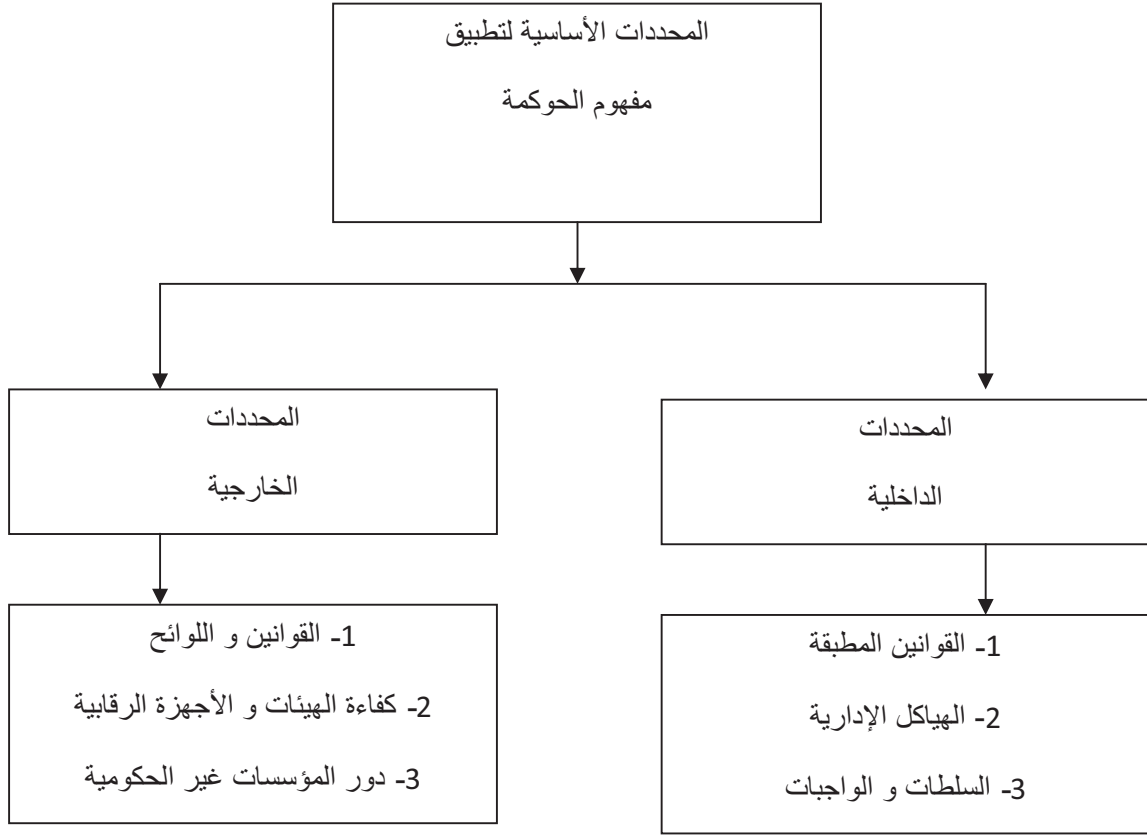 المحددات الأساسية لتطبيق
مفهوم الحوكمة
المحددات
الداخلية
1- القوانين المطبقة
2- الهياكل الإدارية
3- السلطات و الواجبات
المحددات
الخارجية
1- القوانين و اللوائح
2- كفاءة الهيئات و الأجهزة الرقابية
3- دور المؤسسات غير الحكومية